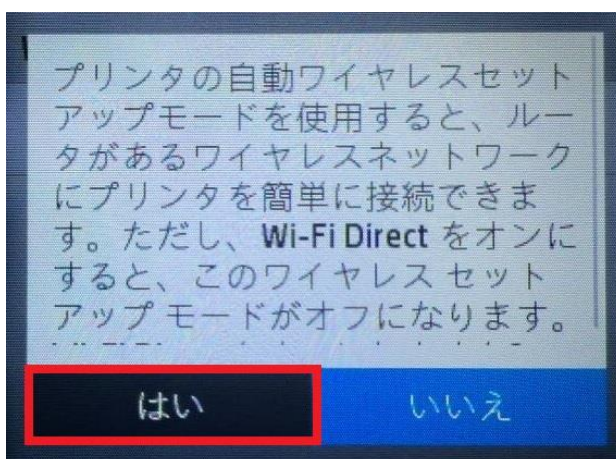 プリンタの自動ワイヤレスセット
アップモードを使用すると、ルー
タがあるワイヤレスネットワーク
にプリンタを簡単に接続できま
す。ただし、Wi-Fi Direct をオンに
すると、このワイヤレス セット
アップ モードがオフになります。
はい
いいえ